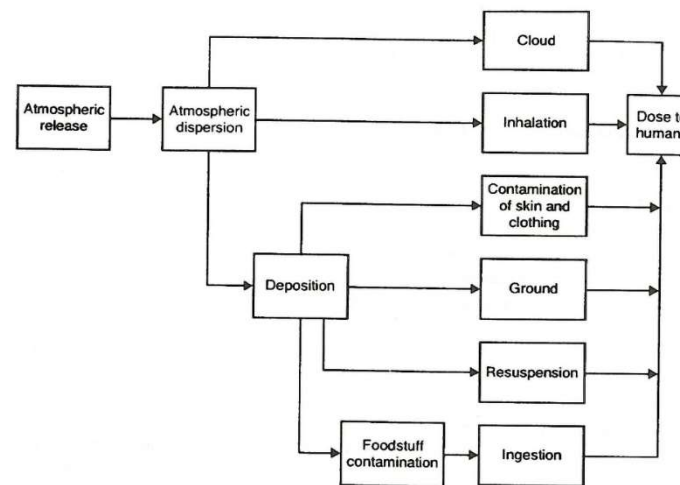 Cloud
Atmospheric
release
Atmospheric
dispersion
Inhalation
Dose to
human
Contamination
of skin and
clothing
Deposition
Ground
Resuspension
Foodstuff
contamination
Ingestion